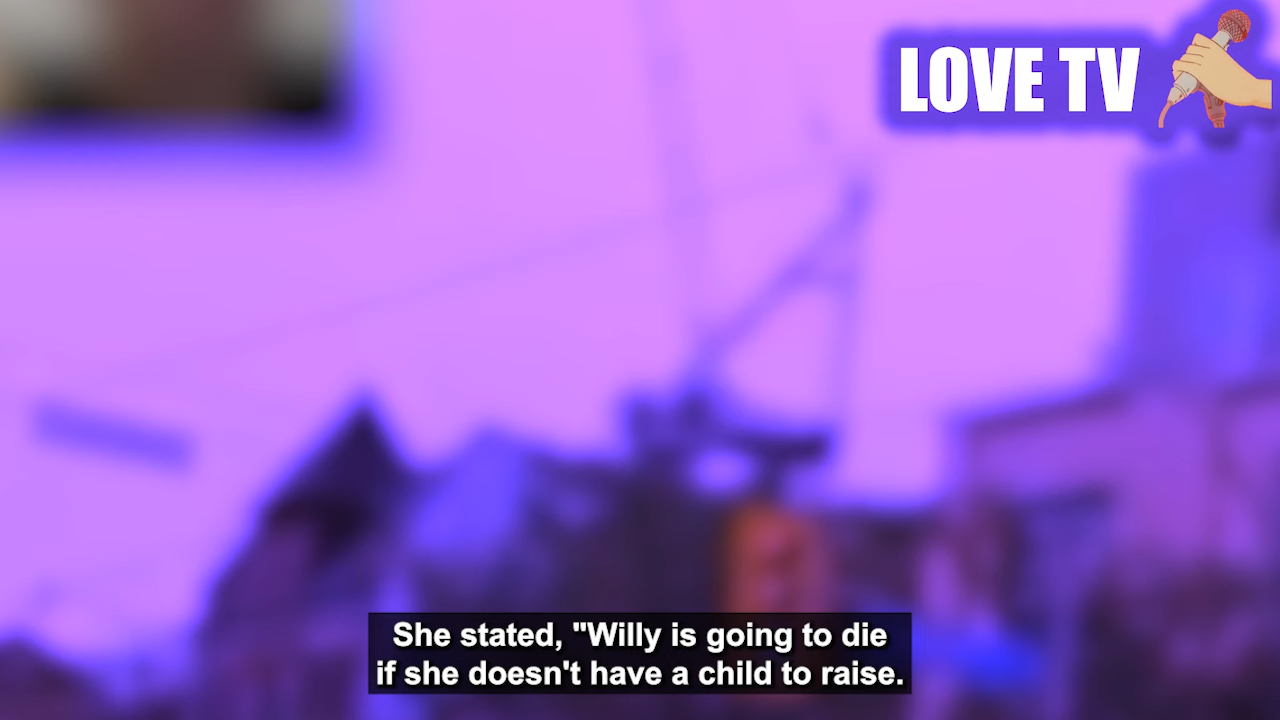 LOVE TV
She stated, "Willy is going to die
if she doesn't have a child to raise.